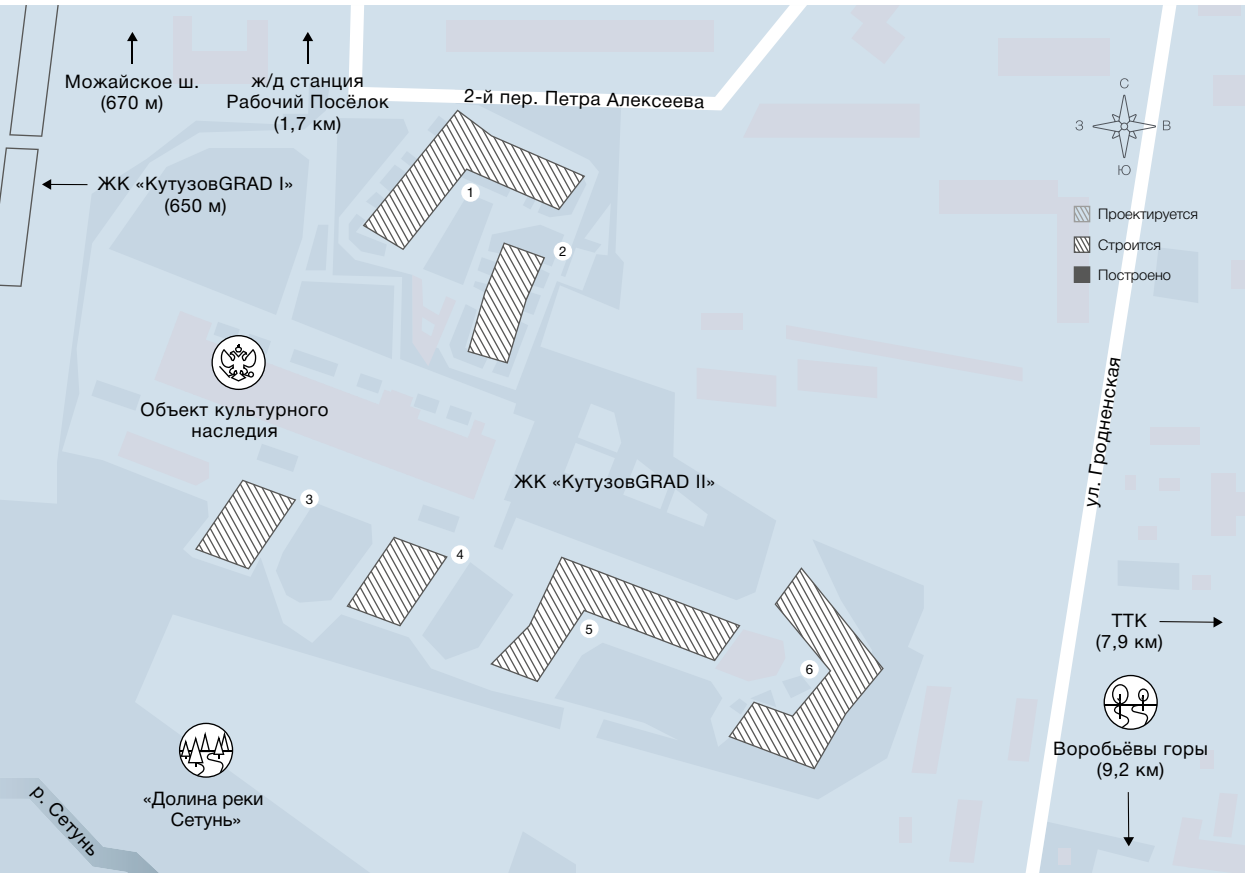 Можайское ш.
(670 м)
ж/д станция
Рабочий Посёлок
(1,7 км)
2-й пер. Петра Алексеева
С
З
В
Ю
ЖК «КутузовGRAD I»
(650 м)
1
2
Проектируется
Строится
Построено
Объект культурного
наследия
ул. Гродненская
ЖК «КутузовGRAD II»
3
4
5
6
ТТК
(7,9 км)
Воробьёвы горы
(9,2 км)
«Долина реки
Сетунь»
р. Сетунь